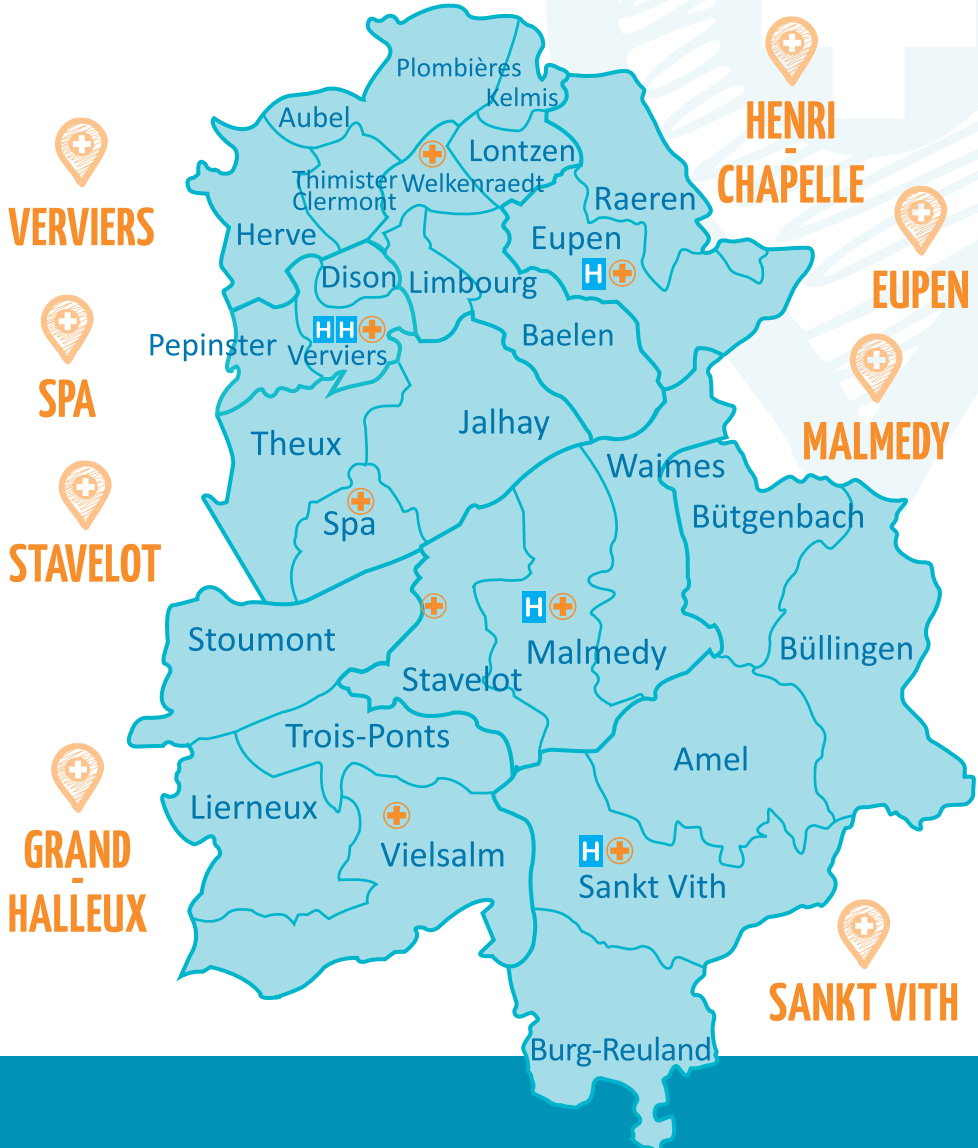 Plombières
Kelmis
Aubel
Lontzen
Thimister
Clermont
Welkenraedt
Raeren
Herve
Eupen
H
Dison
Limbourg
HH
Verviers
Pepinster
Baelen
Theux
Jalhay
Waimes
Spa
Bütgenbach
Stoumont
H
Malmedy
Büllingen
Stavelot
Trois-Ponts
Amel
Lierneux
Vielsalm
H
Sankt Vith
Burg-Reuland
VERVIERS
SPA
STAVELOT
GRAND
-
HALLEUX
HENRI
-
CHAPELLE
EUPEN
MALMEDY
SANKT VITH